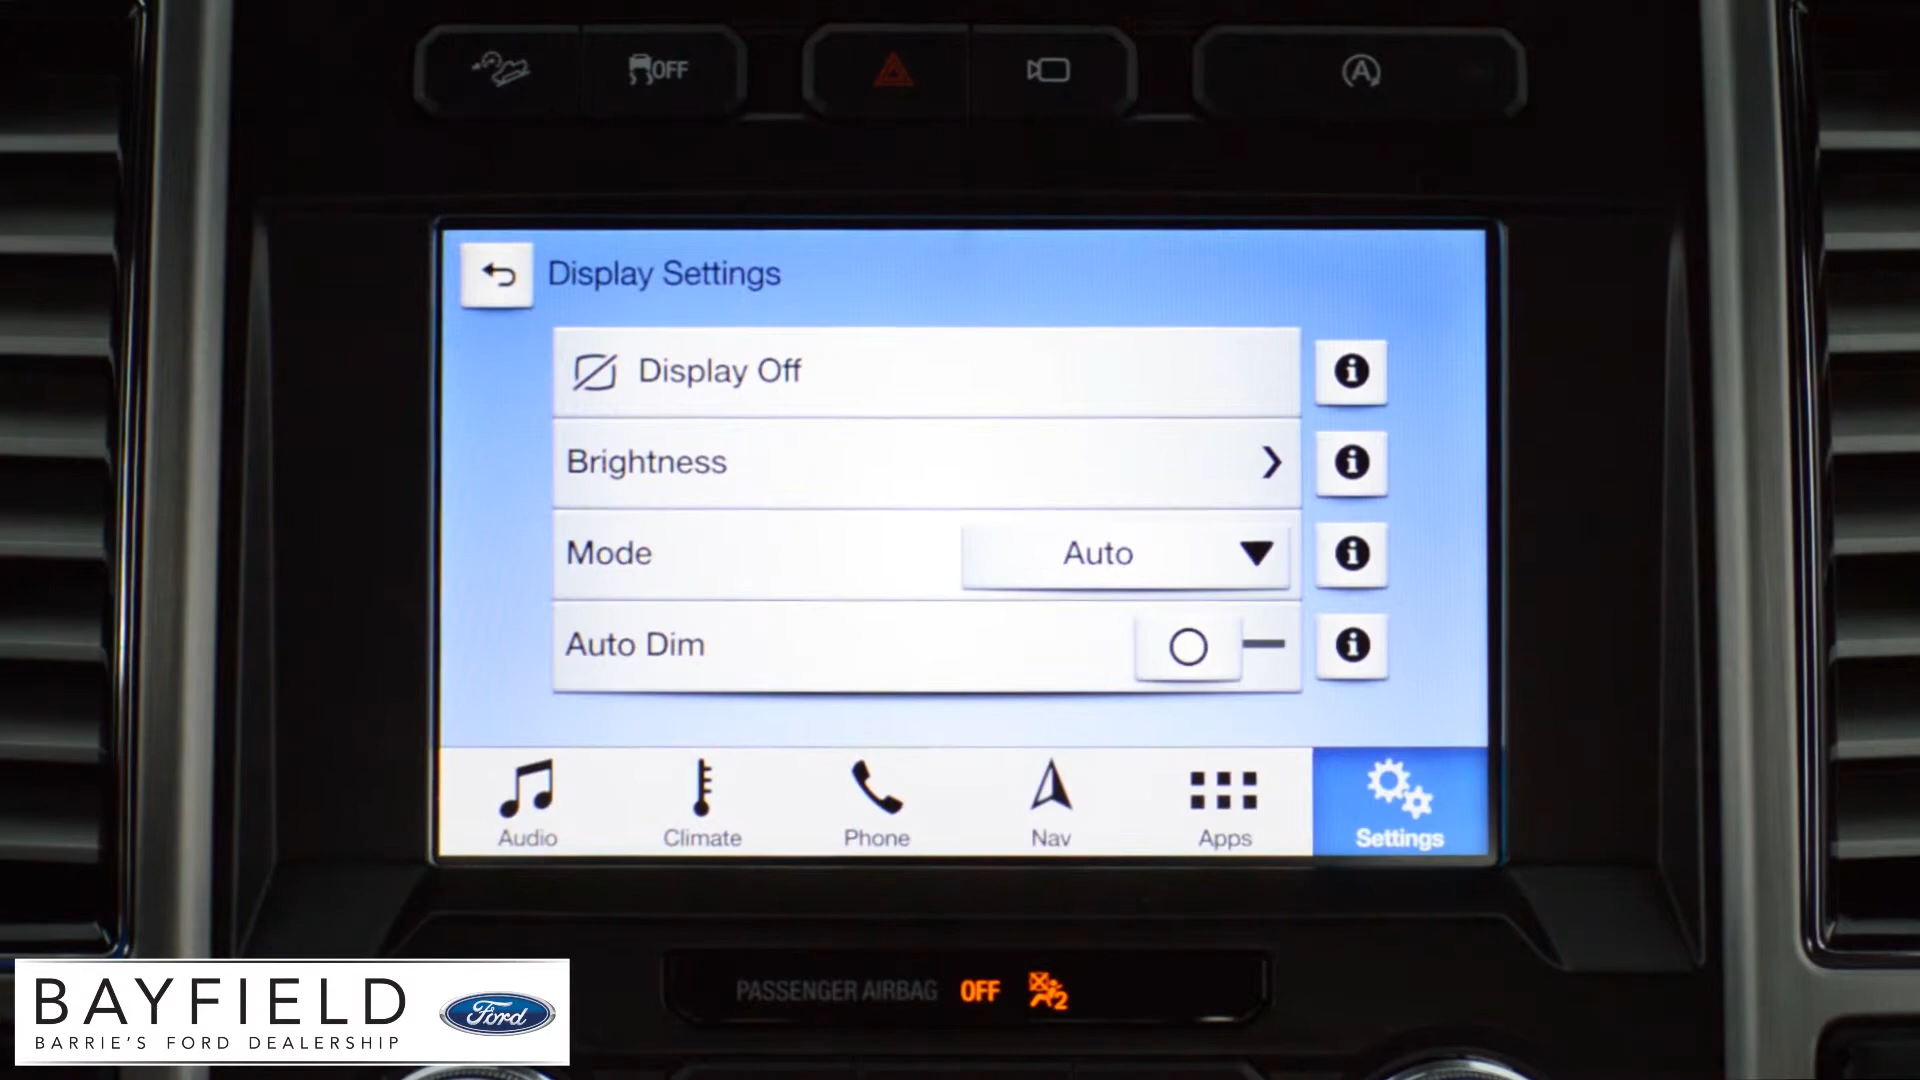 OFF
Display Settings
Display Off
Brightness
Mode Auto
Auto Dim
Audio Climate Phone Nav Apps Settings
PASSENGER AIRBAG OFF 2
BAYFIELD Ford
BARRIE'S FORD DEALERSHIP